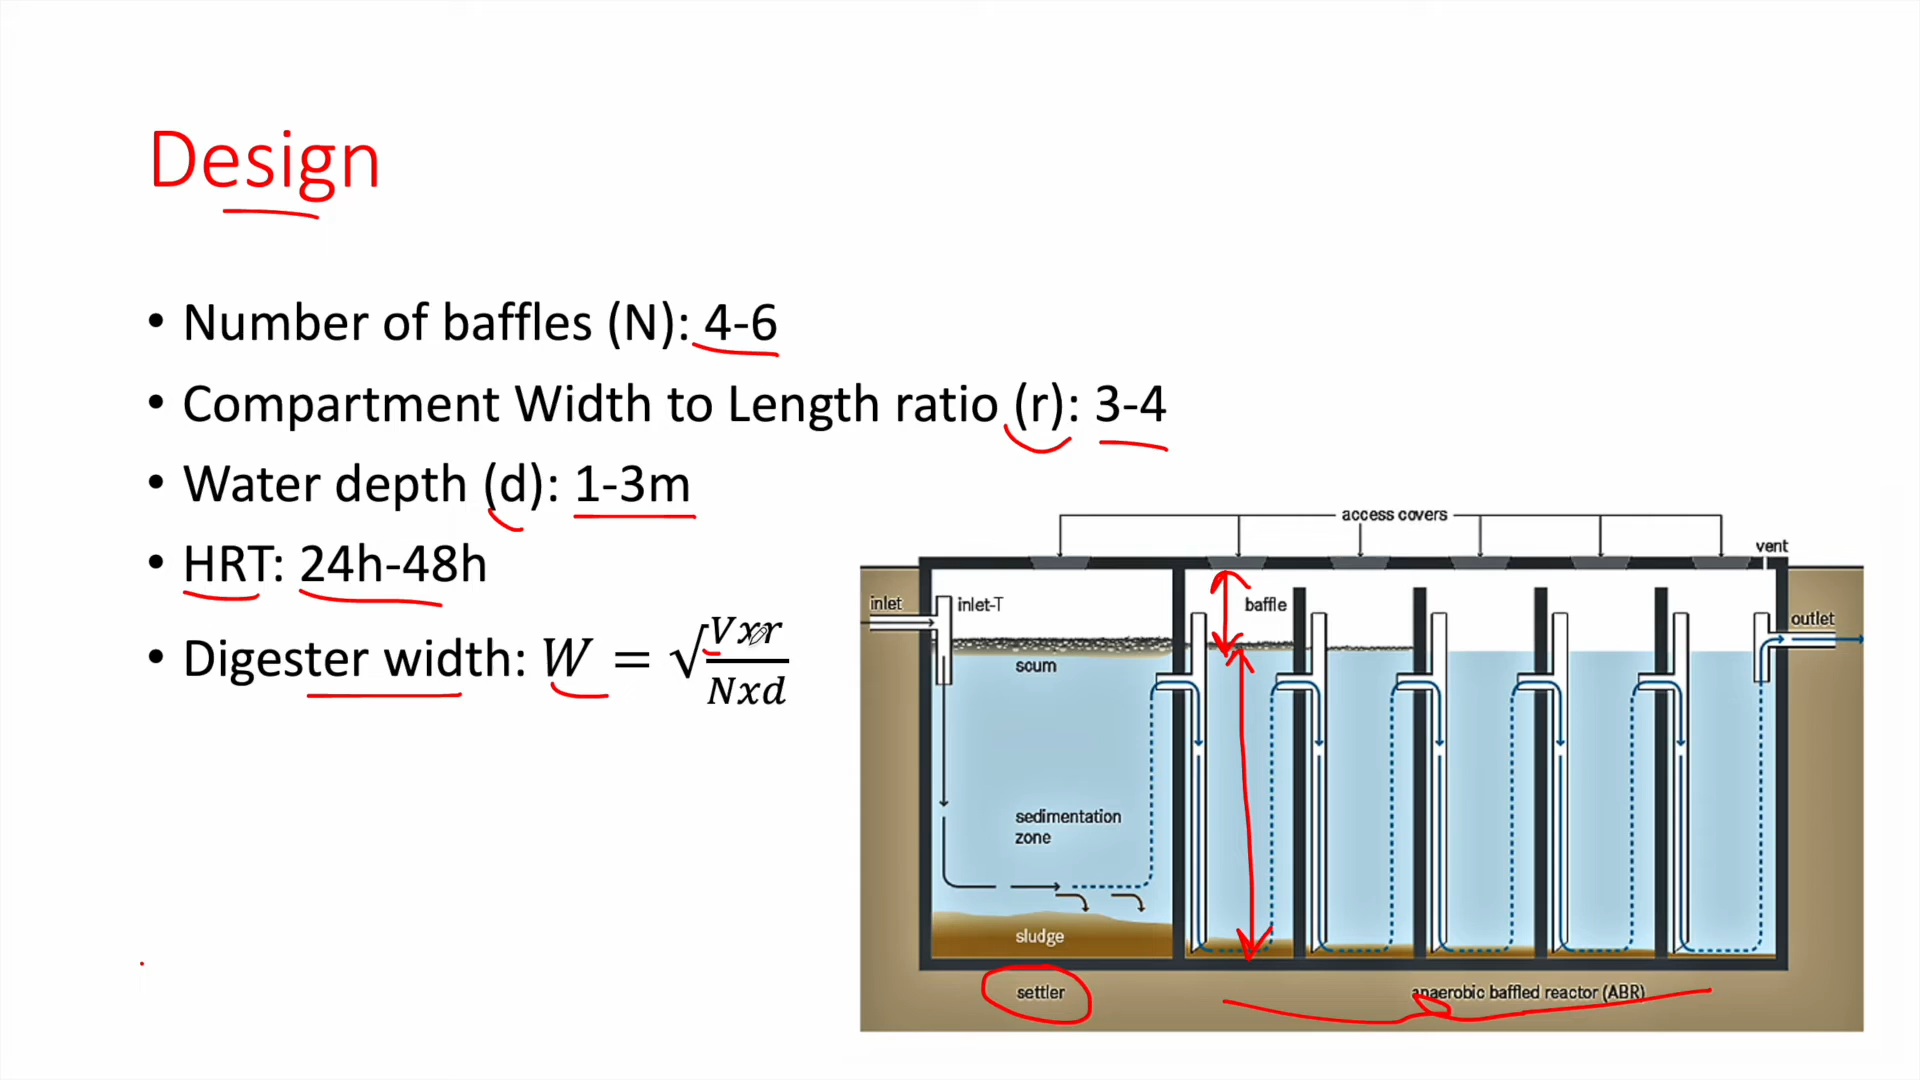 Design
• Number of baffles (N): 4-6
• Compartment Width to Length ratio (r): 3-4
• Water depth (d): 1-3m
• HRT: 24h-48h
• Digester width: W = √Vxr/Nxd
access covers
vent
inlet
inlet-T
baffle
outlet
scum
sedimentation
zone
sludge
settler
anaerobic baffled reactor (ABR)